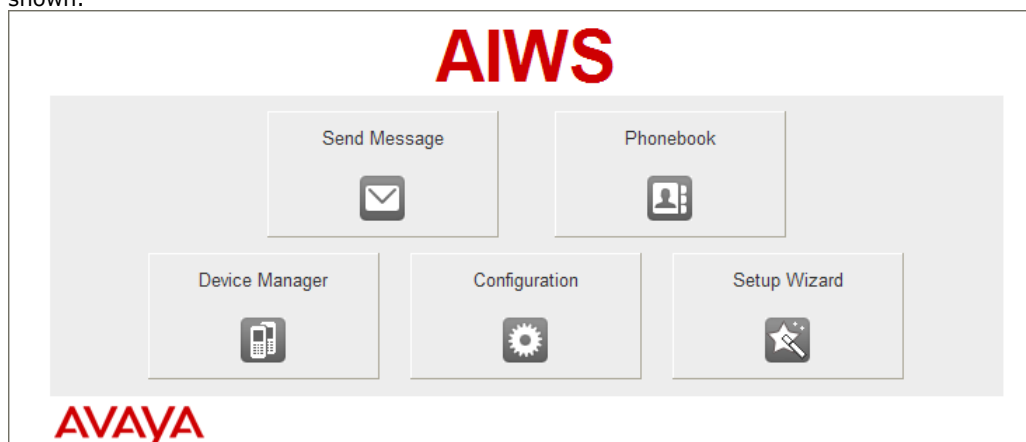 shown:
AIWS
Send Message Phonebook
Device Manager Configuration Setup Wizard
AVAYA